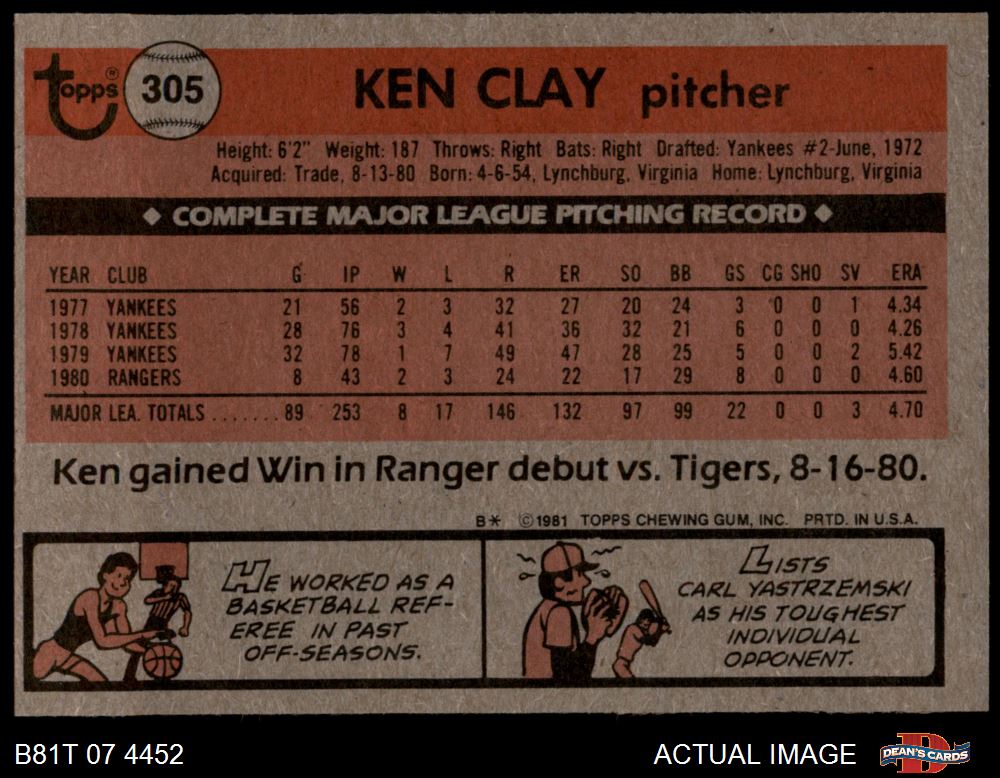 topps® 305 KEN CLAY pitcher
Height: 6'2" Weight: 187 Throws: Right Bats: Right Drafted: Yankees #2-June, 1972
Acquired: Trade, 8-13-80 Born: 4-6-54, Lynchburg, Virginia Home: Lynchburg, Virginia
◆ COMPLETE MAJOR LEAGUE PITCHING RECORD ◆
YEAR CLUB G IP W L R ER SO BB GS CG SHO SV ERA
1977 YANKEES 21 56 2 3 32 27 20 24 3 0 0 1 4.34
1978 YANKEES 28 76 3 4 41 36 32 21 6 0 0 0 4.26
1979 YANKEES 32 78 1 7 49 47 28 25 5 0 0 2 5.42
1980 RANGERS 8 43 2 3 24 22 17 29 8 0 0 0 4.60
MAJOR LEA. TOTALS ....... 89 253 8 17 146 132 97 99 22 0 0 3 4.70
Ken gained Win in Ranger debut vs. Tigers, 8-16-80.
B* ©1981 TOPPS CHEWING GUM, INC. PRTD. IN U.S.A.
HE WORKED AS A
BASKETBALL REF-
EREE IN PAST
OFF-SEASONS.
LISTS
CARL YASTRZEMSKI
AS HIS TOUGHEST
INDIVIDUAL
OPPONENT.
B81T 07 4452 ACTUAL IMAGE DEAN'S CARDS